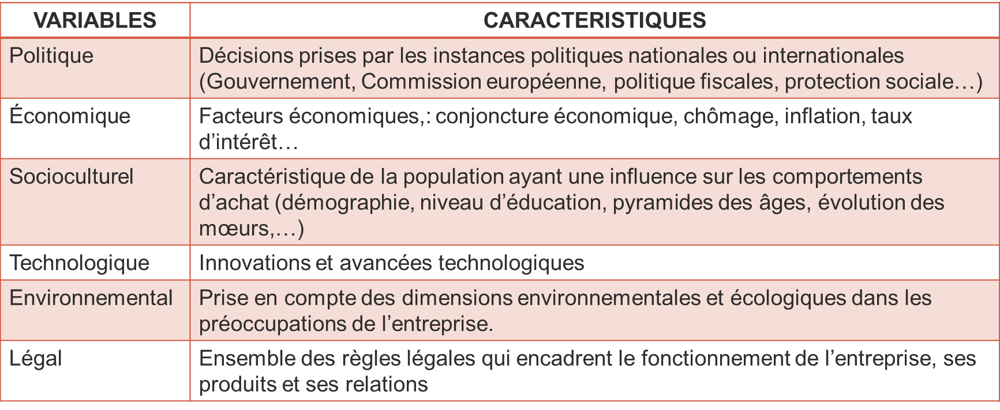 VARIABLES CARACTERISTIQUES
Politique Décisions prises par les instances politiques nationales ou internationales
(Gouvernement, Commission européenne, politique fiscales, protection sociale…)
Économique Facteurs économiques,: conjoncture économique, chômage, inflation, taux
d’intérêt…
Socioculturel Caractéristique de la population ayant une influence sur les comportements
d’achat (démographie, niveau d’éducation, pyramides des âges, évolution des
mœurs,…)
Technologique Innovations et avancées technologiques
Environnemental Prise en compte des dimensions environnementales et écologiques dans les
préoccupations de l’entreprise.
Légal Ensemble des règles légales qui encadrent le fonctionnement de l’entreprise, ses
produits et ses relations